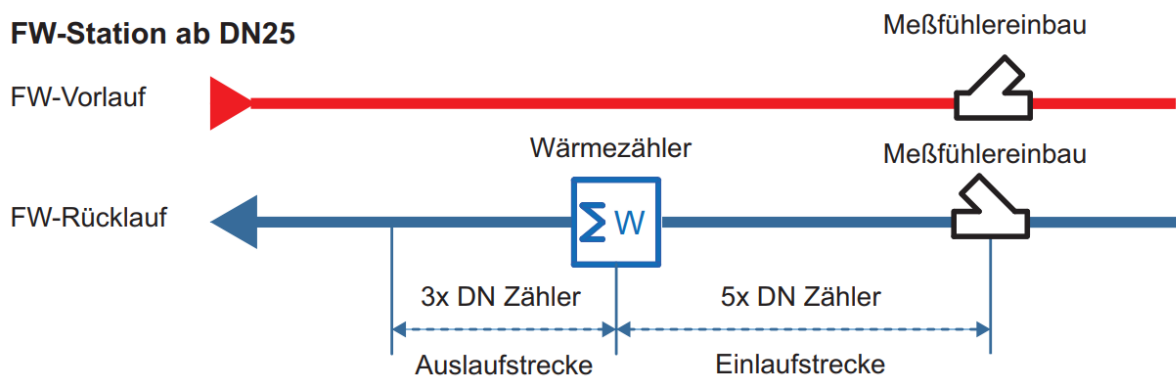 FW-Station ab DN25
Meßfühlereinbau
FW-Vorlauf
Wärmezähler
Meßfühlereinbau
FW-Rücklauf
Σ W
3x DN Zähler
5x DN Zähler
Auslaufstrecke
Einlaufstrecke